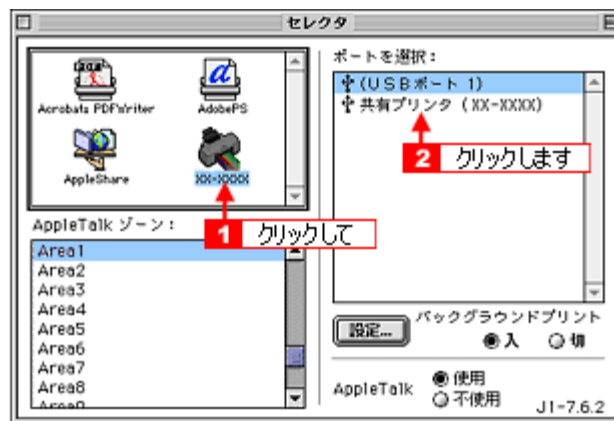 セレクタ
Acrobats PDFWriter
AdobePS
AppleShare
XX-XXXX
1 クリックして
AppleTalk ゾーン：
Area1
Area2
Area3
Area4
Area5
Area6
Area7
Area8
ポートを選択：
(USBポート 1)
共有プリンタ (XX-XXXX)
2 クリックします
設定...
バックグラウンドプリント
入 切
AppleTalk
使用
不使用
J1-7.6.2